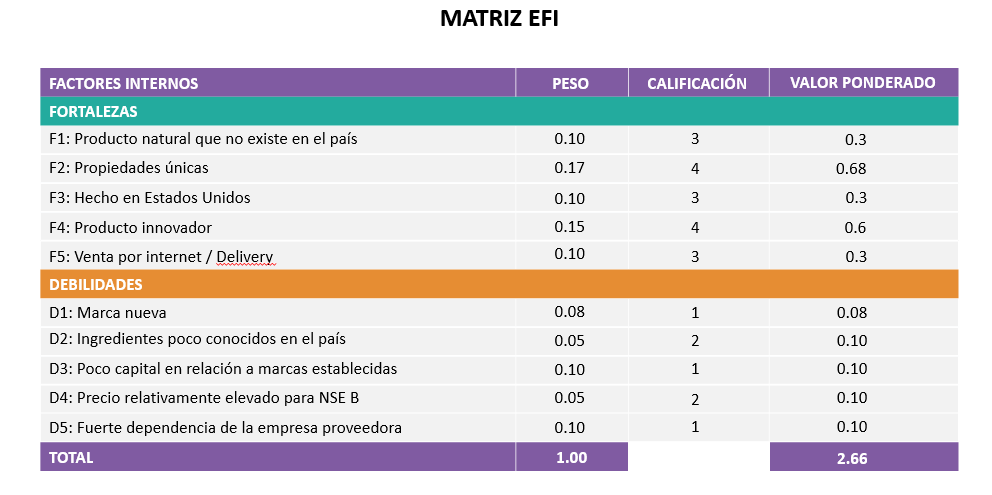 MATRIZ EFI
FACTORES INTERNOS PESO CALIFICACIÓN VALOR PONDERADO
FORTALEZAS
F1: Producto natural que no existe en el país 0.10 3 0.3
F2: Propiedades únicas 0.17 4 0.68
F3: Hecho en Estados Unidos 0.10 3 0.3
F4: Producto innovador 0.15 4 0.6
F5: Venta por internet / Delivery 0.10 3 0.3
DEBILIDADES
D1: Marca nueva 0.08 1 0.08
D2: Ingredientes poco conocidos en el país 0.05 2 0.10
D3: Poco capital en relación a marcas establecidas 0.10 1 0.10
D4: Precio relativamente elevado para NSE B 0.05 2 0.10
D5: Fuerte dependencia de la empresa proveedora 0.10 1 0.10
TOTAL 1.00 2.66